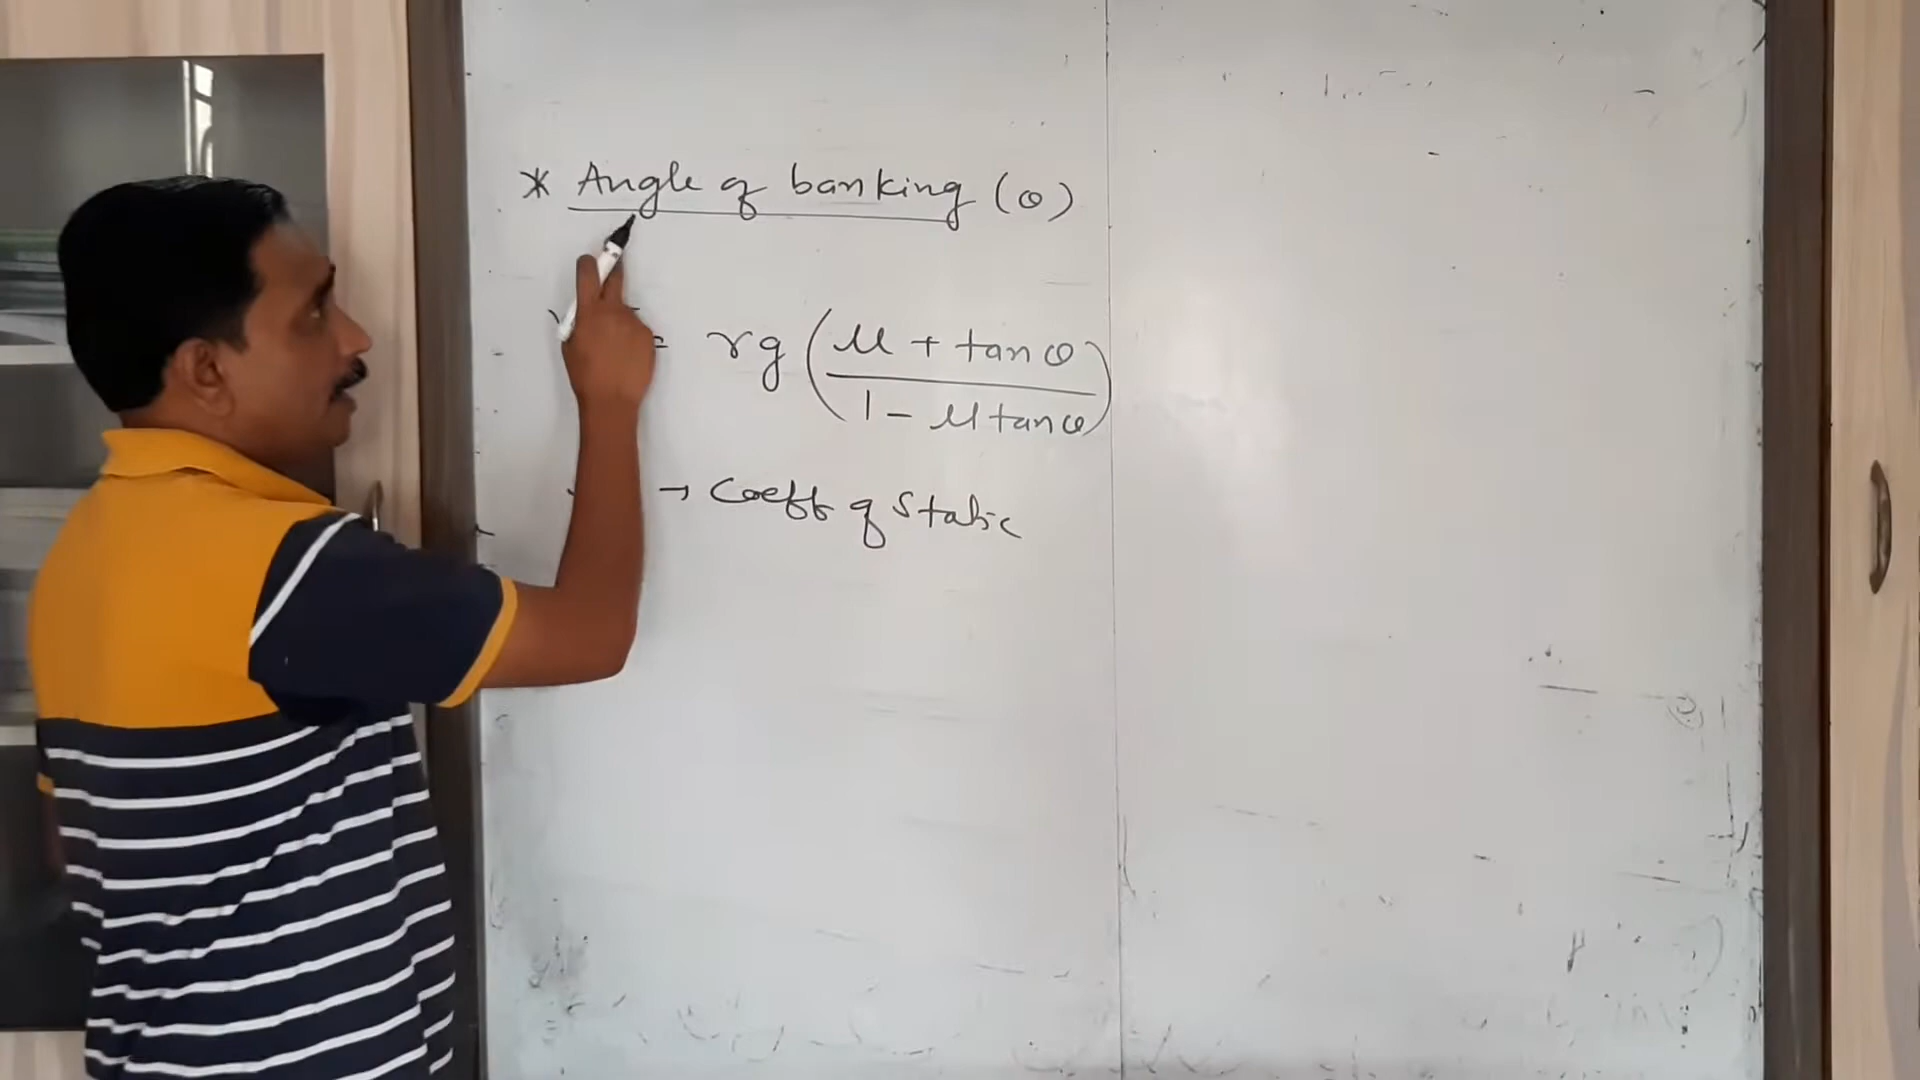 * Angle of banking (θ)
= rg (μ + tanθ / 1 - μ tanθ)
→ Coeff of Static